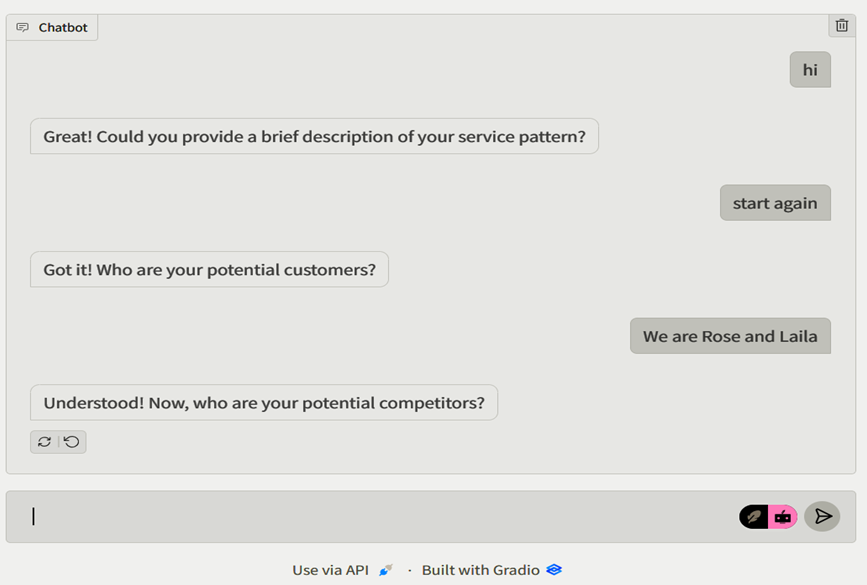 Chatbot
hi
Great! Could you provide a brief description of your service pattern?
start again
Got it! Who are your potential customers?
We are Rose and Laila
Understood! Now, who are your potential competitors?
Use via API · Built with Gradio